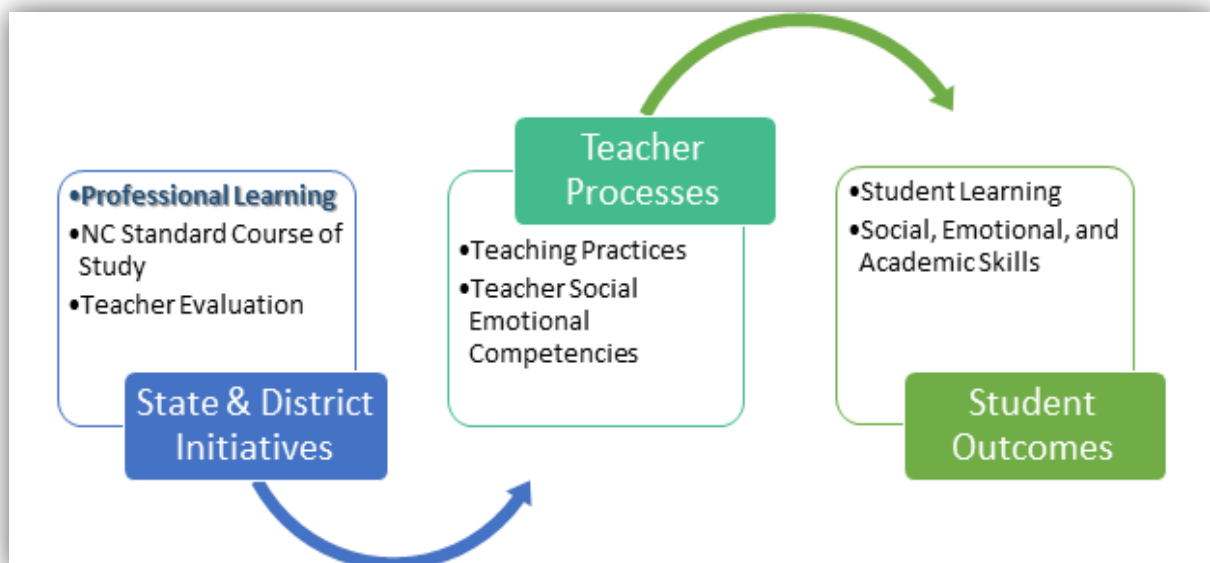 •Professional Learning
•NC Standard Course of
Study
•Teacher Evaluation
State & District
Initiatives
Teacher
Processes
•Teaching Practices
•Teacher Social
Emotional
Competencies
•Student Learning
•Social, Emotional, and
Academic Skills
Student
Outcomes